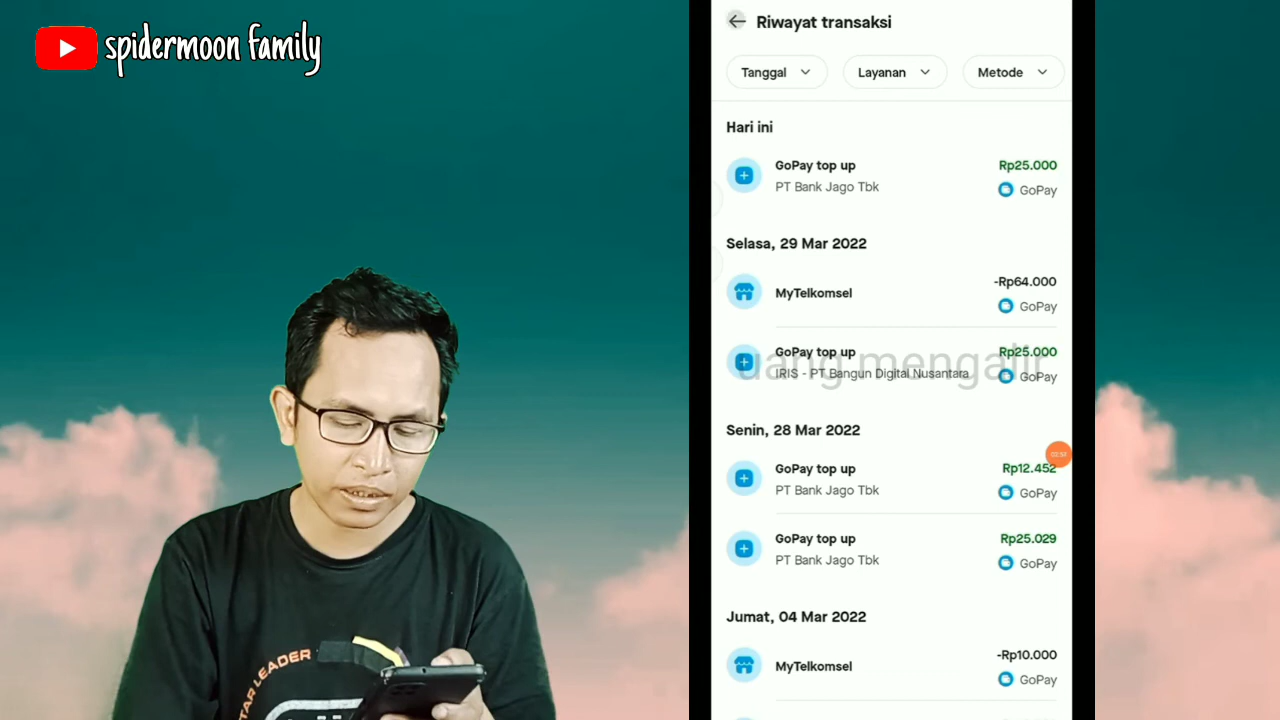 spidermoon family
Riwayat transaksi
Tanggal
Layanan
Metode
Hari ini
GoPay top up
Rp25.000
PT Bank Jago Tbk
GoPay
Selasa, 29 Mar 2022
MyTelkomsel
-Rp64.000
GoPay
GoPay top up
Rp25.000
uang mengalir
IRIS - PT Bangun Digital Nusantara
GoPay
Senin, 28 Mar 2022
GoPay top up
Rp12.452
PT Bank Jago Tbk
GoPay
GoPay top up
Rp25.029
PT Bank Jago Tbk
GoPay
Jumat, 04 Mar 2022
MyTelkomsel
-Rp10.000
GoPay